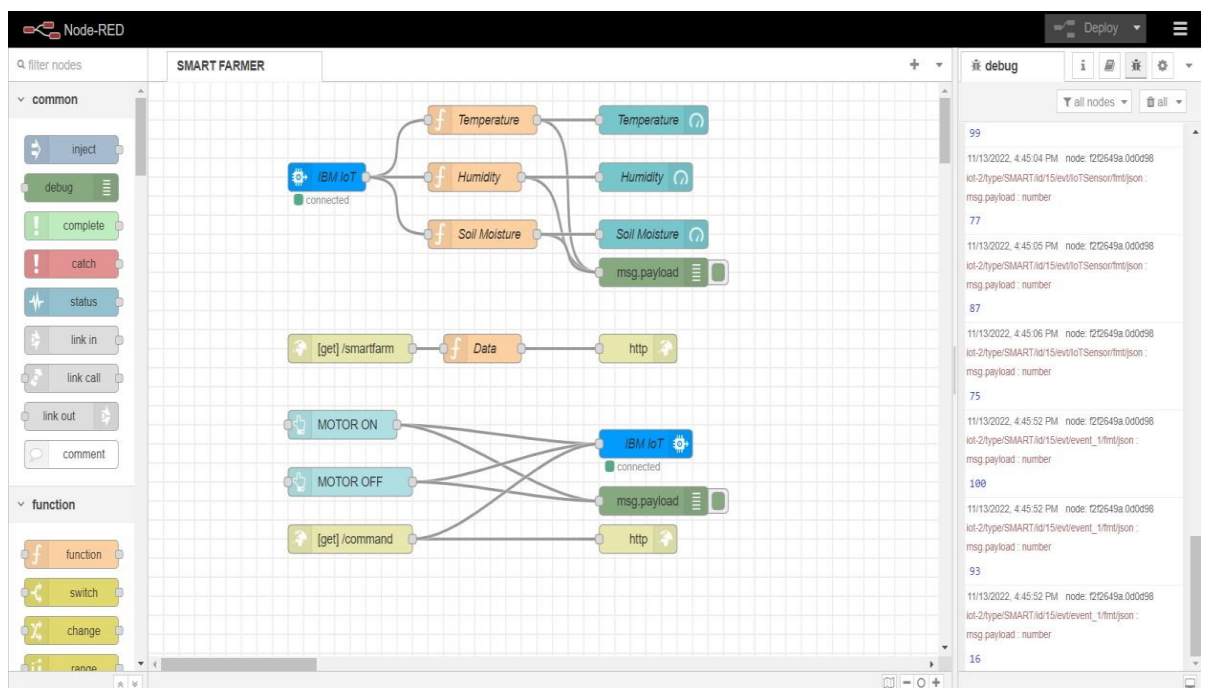 Node-RED
Deploy
filter nodes
common
inject
debug
complete
catch
status
link in
link call
link out
comment
function
function
switch
change
range
SMART FARMER
Temperature
Temperature
IBM IoT
connected
Humidity
Humidity
Soil Moisture
Soil Moisture
msg.payload
[get] /smartfarm
Data
http
MOTOR ON
IBM IoT
connected
MOTOR OFF
msg.payload
[get] /command
http
debug
i
all nodes
all
99
11/13/2022, 4:45:04 PM node: f2f2649a.0d0d98
iot-2/type/SMART/id/15/evt/IoTSensor/fmt/json :
msg.payload : number
77
11/13/2022, 4:45:05 PM node: f2f2649a.0d0d98
iot-2/type/SMART/id/15/evt/IoTSensor/fmt/json :
msg.payload : number
87
11/13/2022, 4:45:06 PM node: f2f2649a.0d0d98
iot-2/type/SMART/id/15/evt/IoTSensor/fmt/json :
msg.payload : number
75
11/13/2022, 4:45:52 PM node: f2f2649a.0d0d98
iot-2/type/SMART/id/15/evt/event_1/fmt/json :
msg.payload : number
100
11/13/2022, 4:45:52 PM node: f2f2649a.0d0d98
iot-2/type/SMART/id/15/evt/event_1/fmt/json :
msg.payload : number
93
11/13/2022, 4:45:52 PM node: f2f2649a.0d0d98
iot-2/type/SMART/id/15/evt/event_1/fmt/json :
msg.payload : number
16